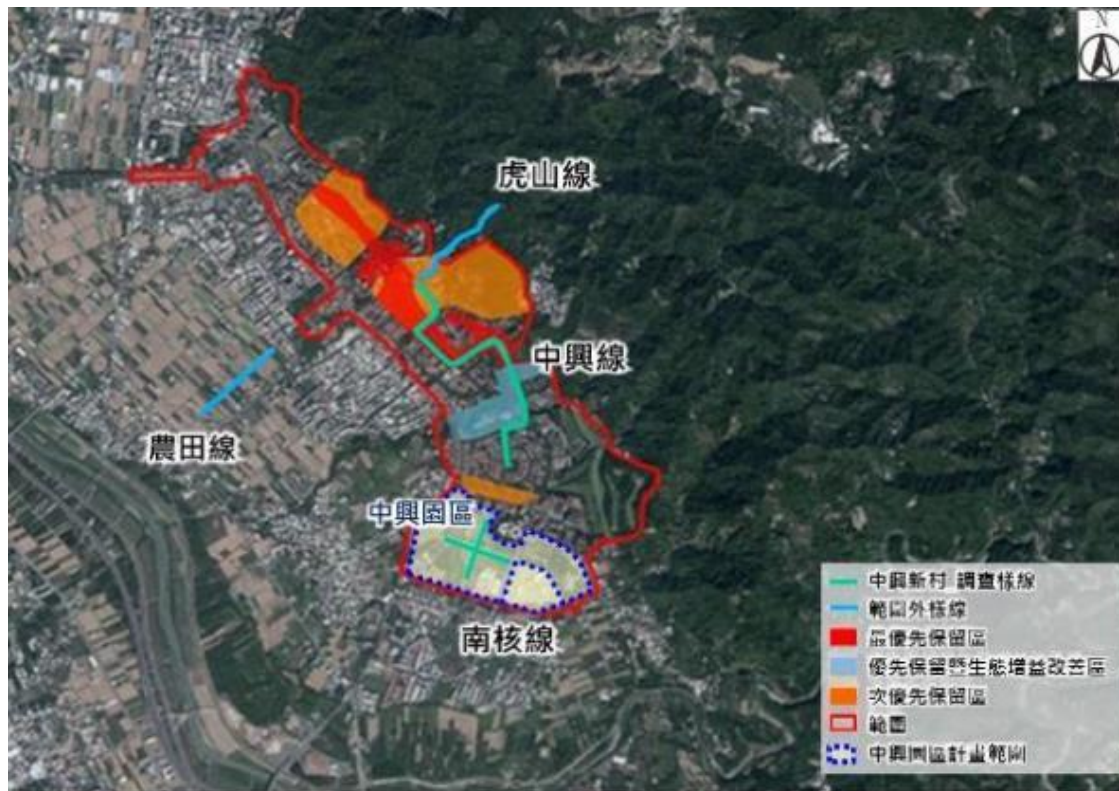 N
虎山線
中興線
農田線
中興園區
南核線
中興新村 調查樣線
範圍外樣線
最優先保留區
優先保留暨生態增益改善區
次優先保留區
範圍
中興園區計畫範圍